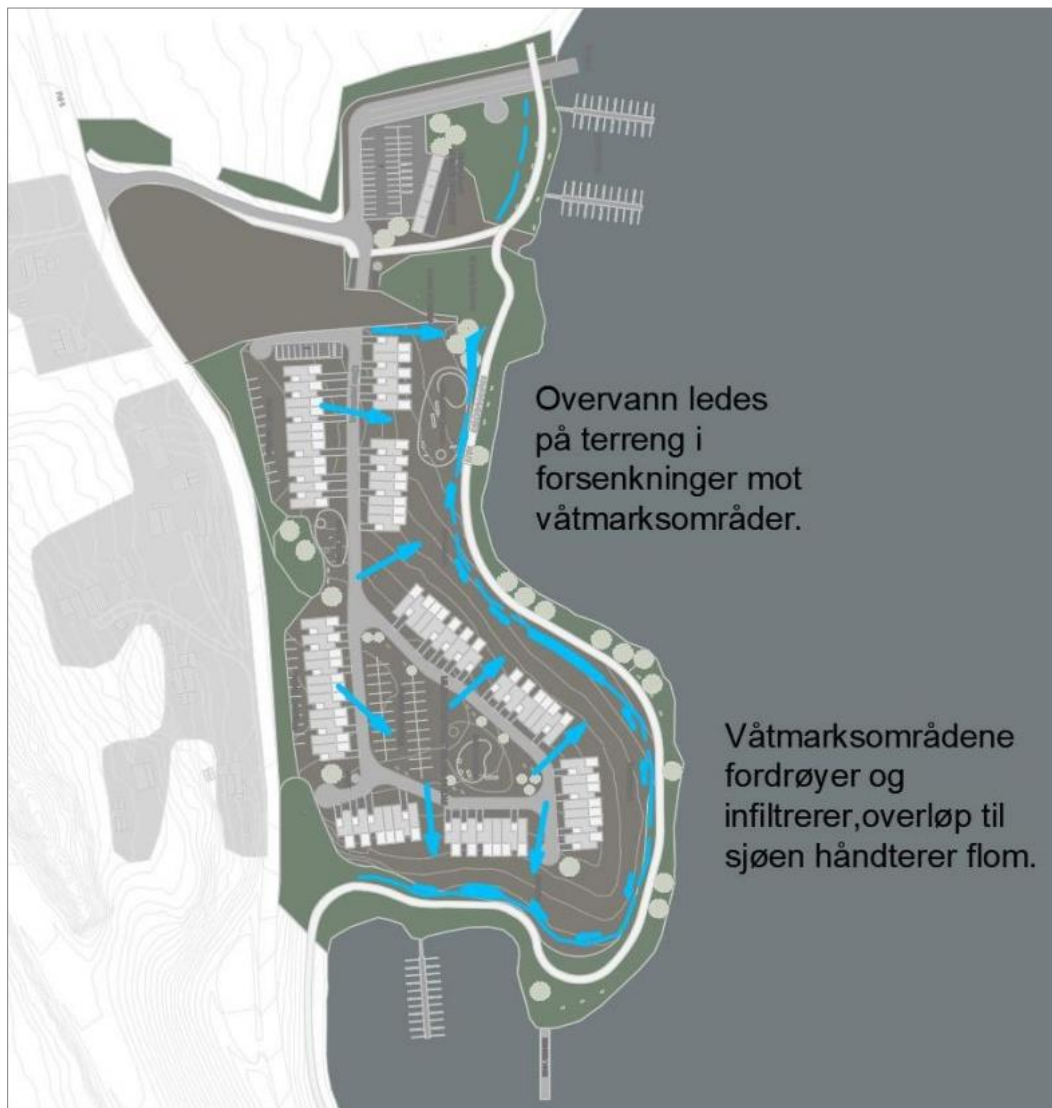 Overvann ledes
på terreng i
forsenkninger mot
våtmarksområder.
Våtmarksområdene
fordrøyer og
infiltrerer,overløp til
sjøen håndterer flom.